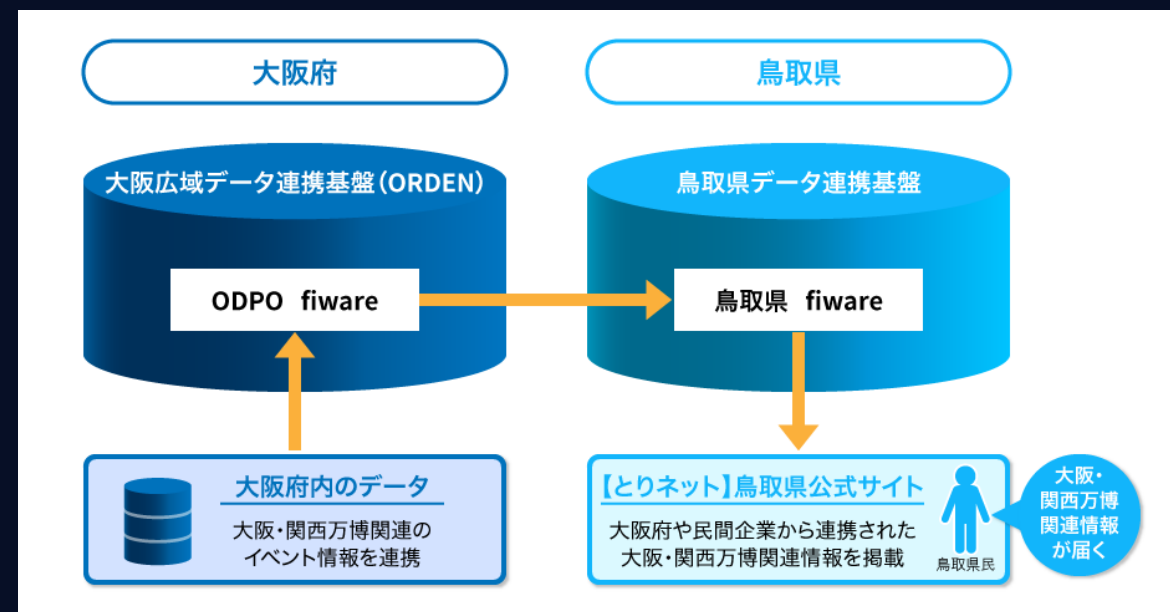 大阪府
鳥取県
大阪広域データ連携基盤(ORDEN)
鳥取県データ連携基盤
ODPO fiware
鳥取県 fiware
大阪府内のデータ
大阪・関西万博関連の
イベント情報を連携
【とりネット】鳥取県公式サイト
大阪府や民間企業から連携された
大阪・関西万博関連情報を掲載
鳥取県民
大阪・
関西万博
関連情報
が届く